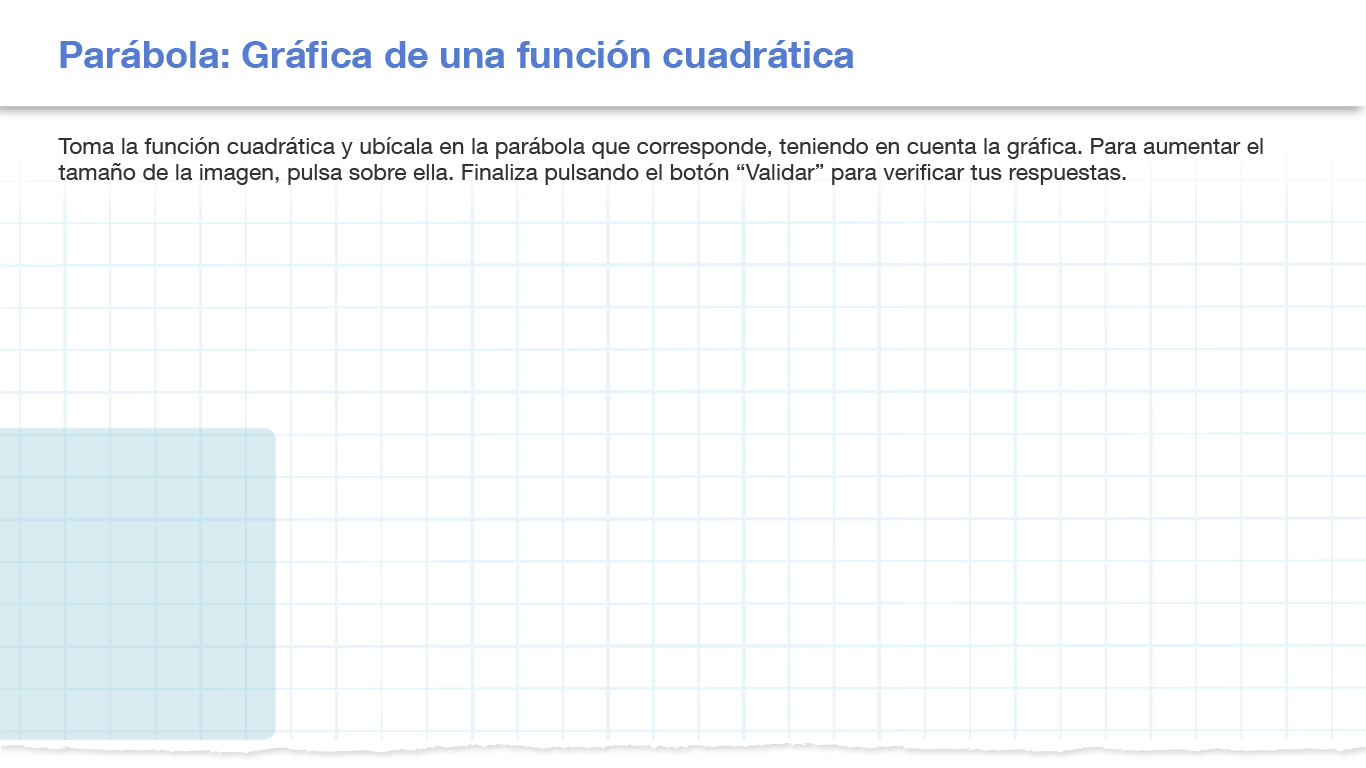 Parábola: Gráfica de una función cuadrática
Toma la función cuadrática y ubícala en la parábola que corresponde, teniendo en cuenta la gráfica. Para aumentar el
tamaño de la imagen, pulsa sobre ella. Finaliza pulsando el botón “Validar” para verificar tus respuestas.